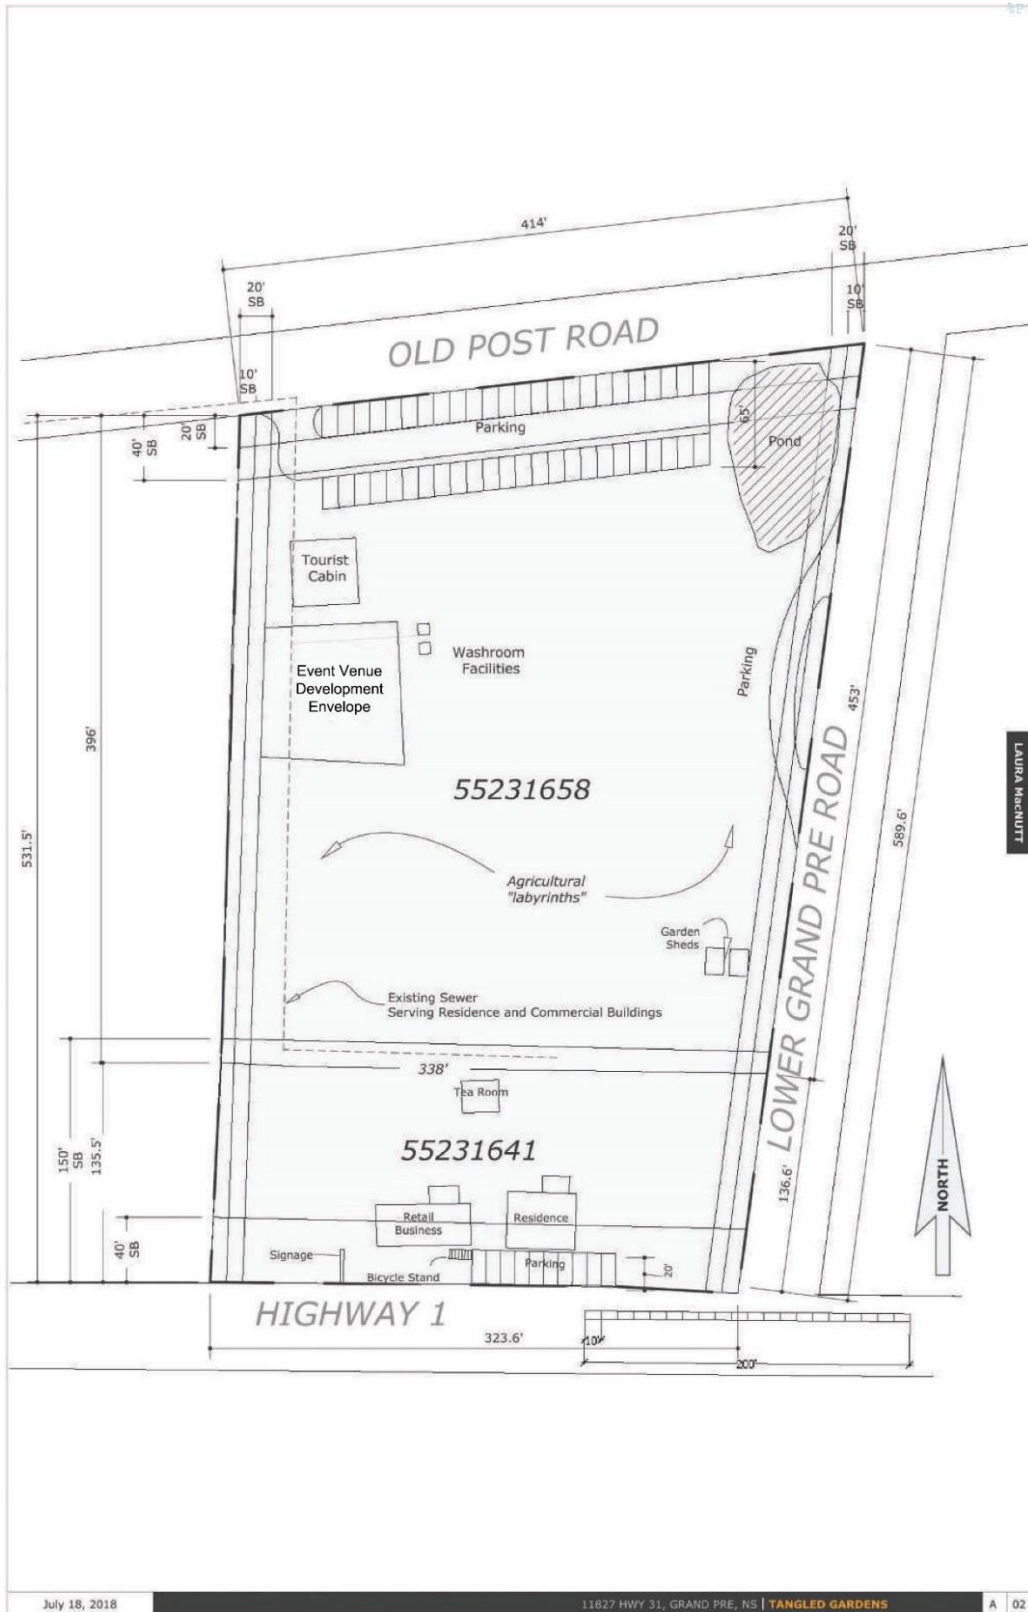 414'
20'
SB
20'
SB
10'
SB
OLD POST ROAD
10'
SB
Parking
65'
Pond
20'
SB
40'
SB
Tourist
Cabin
Event Venue
Development
Envelope
Washroom
Facilities
Parking
453'
396'
55231658
LAURA MacNUTT
531.5'
589.6'
LOWER GRAND PRE ROAD
Agricultural
"labyrinths"
Garden
Sheds
Existing Sewer
Serving Residence and Commercial Buildings
338'
Tea Room
55231641
150'
SB
135.5'
136.6'
NORTH
Retail
Business
Residence
40'
SB
Signage
Bicycle Stand
Parking
20'
HIGHWAY 1
323.6'
10'
200'
July 18, 2018
11827 HWY 31, GRAND PRE, NS | TANGLED GARDENS
A 02